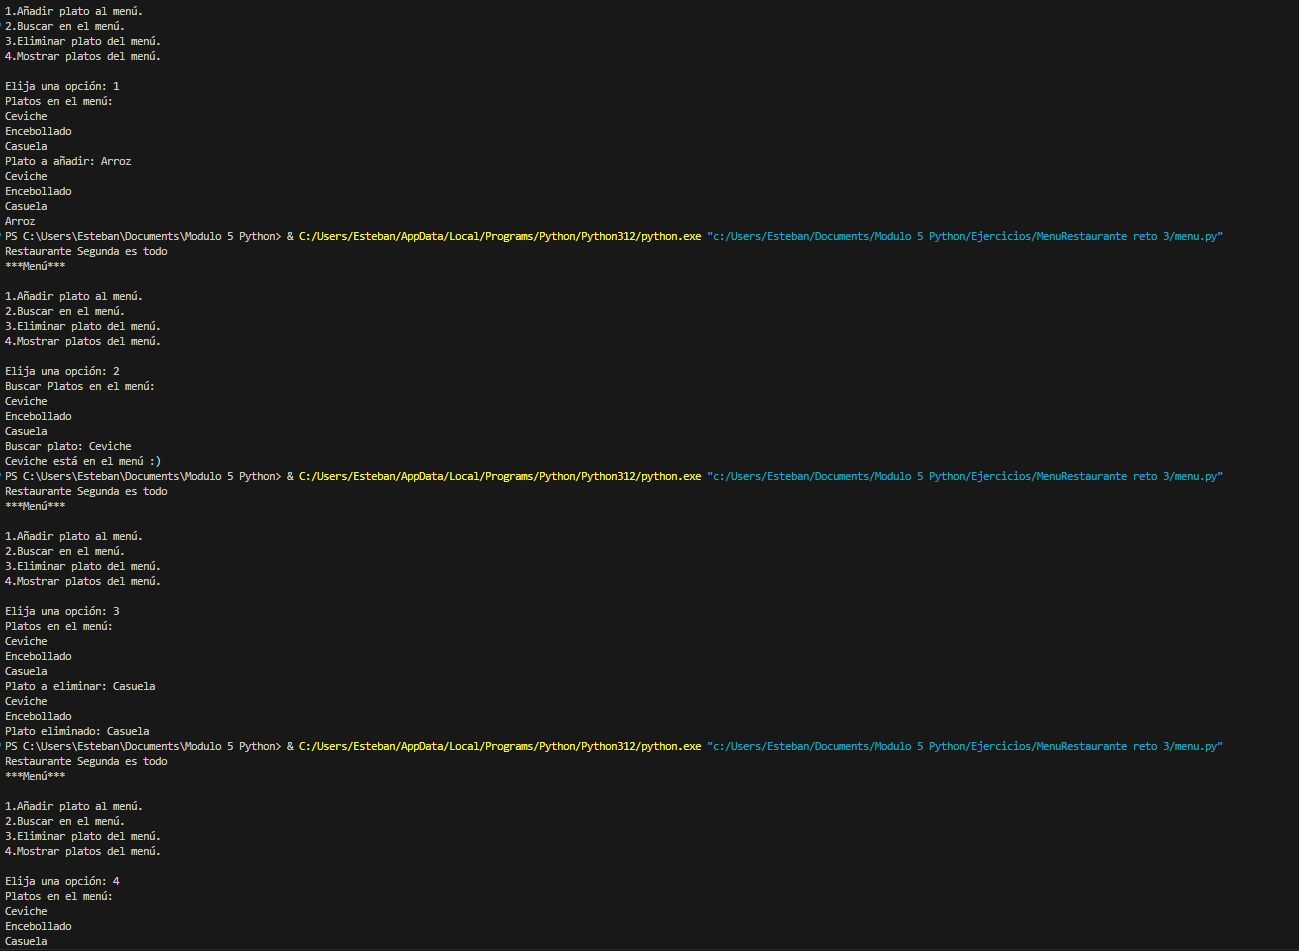 1.Añadir plato al menú.
2.Buscar en el menú.
3.Eliminar plato del menú.
4.Mostrar platos del menú.
Elija una opción: 1
Platos en el menú:
Ceviche
Encebollado
Casuela
Plato a añadir: Arroz
Ceviche
Encebollado
Casuela
Arroz
PS C:\Users\Esteban\Documents\Modulo 5 Python> & C:/Users/Esteban/AppData/Local/Programs/Python/Python312/python.exe "c:/Users/Esteban/Documents/Modulo 5 Python/Ejercicios/MenuRestaurante reto 3/menu.py"
Restaurante Segunda es todo
***Menú***
1.Añadir plato al menú.
2.Buscar en el menú.
3.Eliminar plato del menú.
4.Mostrar platos del menú.
Elija una opción: 2
Buscar Platos en el menú:
Ceviche
Encebollado
Casuela
Buscar plato: Ceviche
Ceviche está en el menú :)
PS C:\Users\Esteban\Documents\Modulo 5 Python> & C:/Users/Esteban/AppData/Local/Programs/Python/Python312/python.exe "c:/Users/Esteban/Documents/Modulo 5 Python/Ejercicios/MenuRestaurante reto 3/menu.py"
Restaurante Segunda es todo
***Menú***
1.Añadir plato al menú.
2.Buscar en el menú.
3.Eliminar plato del menú.
4.Mostrar platos del menú.
Elija una opción: 3
Platos en el menú:
Ceviche
Encebollado
Casuela
Plato a eliminar: Casuela
Ceviche
Encebollado
Plato eliminado: Casuela
PS C:\Users\Esteban\Documents\Modulo 5 Python> & C:/Users/Esteban/AppData/Local/Programs/Python/Python312/python.exe "c:/Users/Esteban/Documents/Modulo 5 Python/Ejercicios/MenuRestaurante reto 3/menu.py"
Restaurante Segunda es todo
***Menú***
1.Añadir plato al menú.
2.Buscar en el menú.
3.Eliminar plato del menú.
4.Mostrar platos del menú.
Elija una opción: 4
Platos en el menú:
Ceviche
Encebollado
Casuela